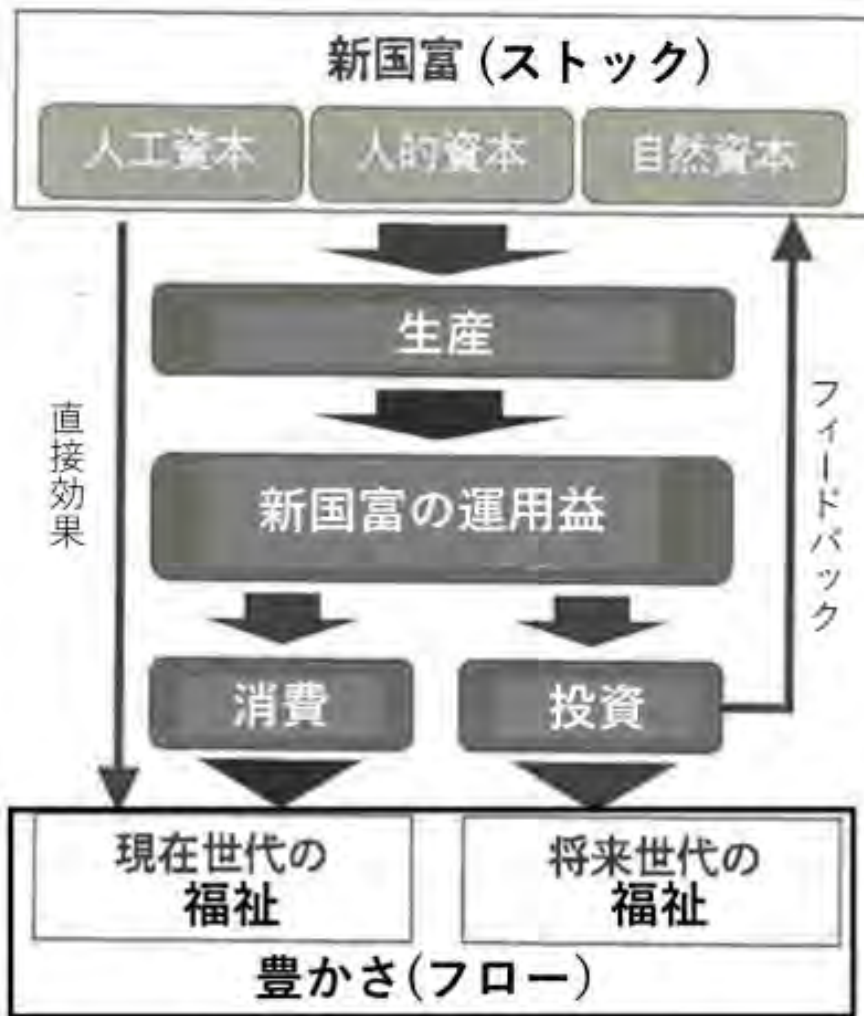 新国富(ストック)
人工資本
人的資本
自然資本
生産
直接効果
フィードバック
新国富の運用益
消費
投資
現在世代の
福祉
将来世代の
福祉
豊かさ(フロー)